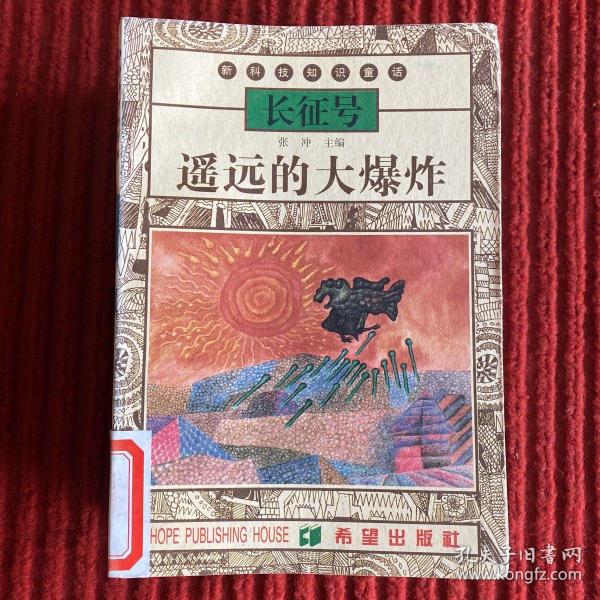 新科技知识童话
长征号
张冲 主编
遥远的大爆炸
HOPE PUBLISHING HOUSE 希望出版社
孔夫子旧書网
www.kongfz.com